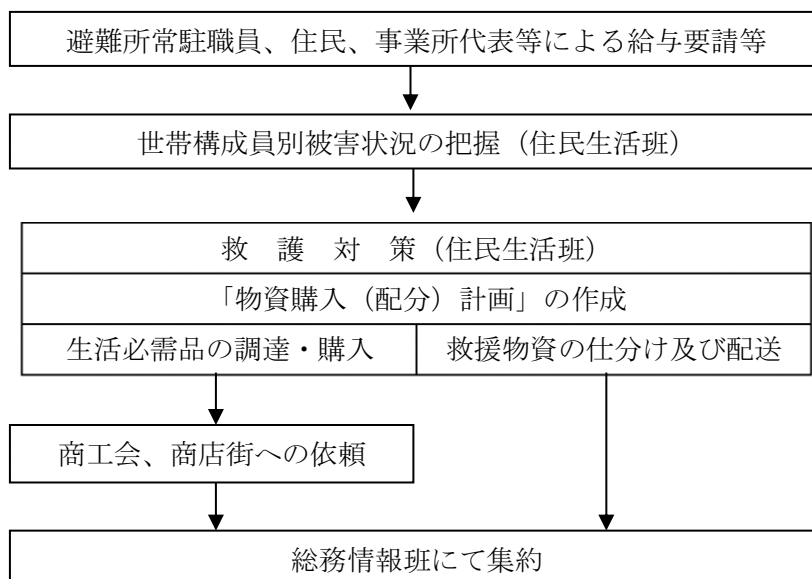 避難所常駐職員、住民、事業所代表等による給与要請等
世帯構成員別被害状況の把握（住民生活班）
救　護　対　策（住民生活班）
「物資購入（配分）計画」の作成
生活必需品の調達・購入
救援物資の仕分け及び配送
商工会、商店街への依頼
総務情報班にて集約